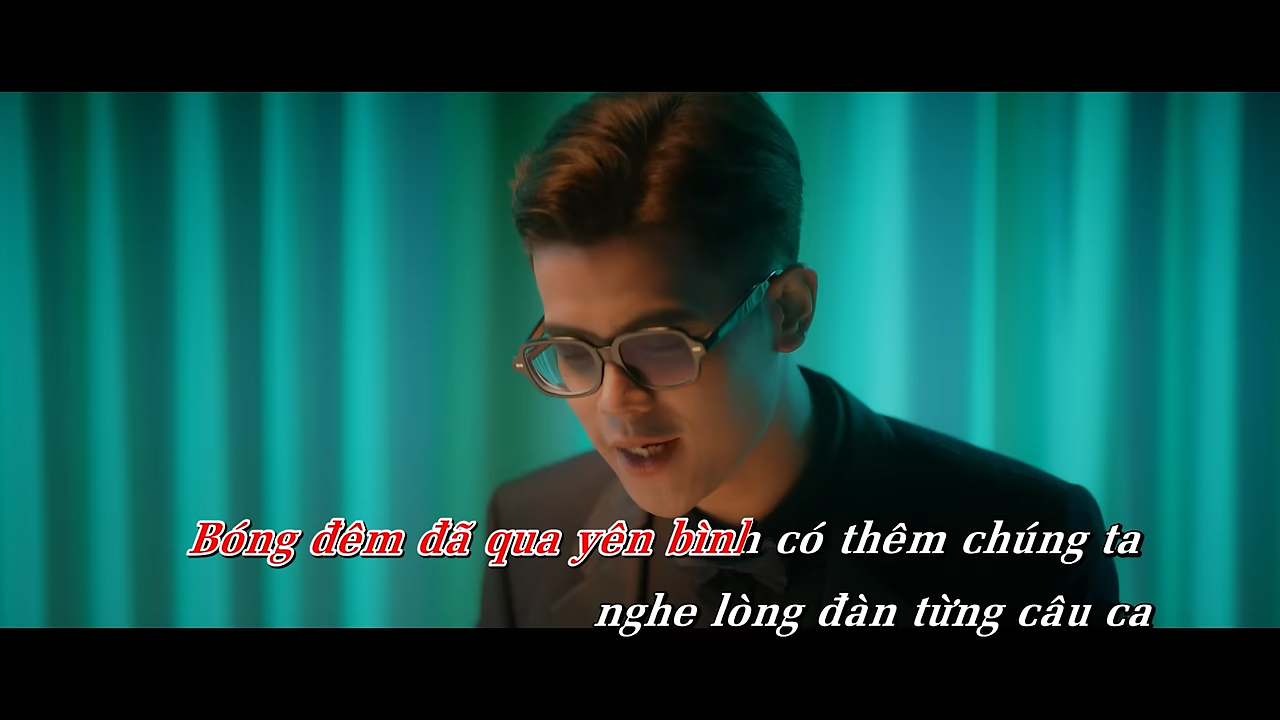 Bóng đêm đã qua yên bình có thêm chúng ta
nghe lòng đàn từng câu ca